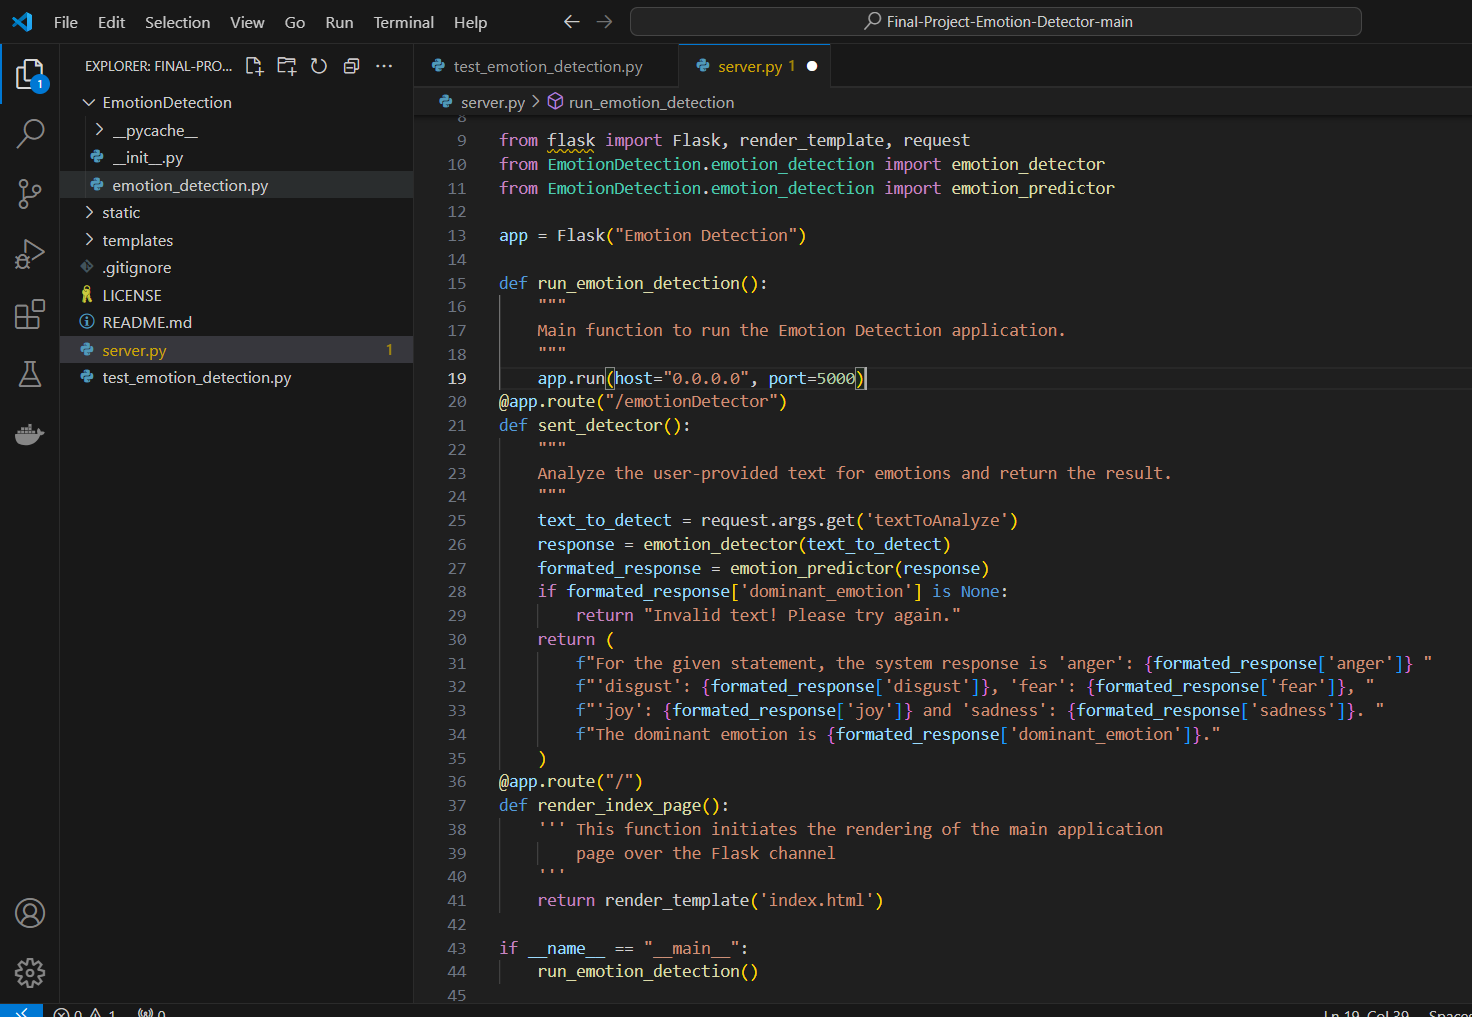 File Edit Selection View Go Run Terminal Help
Final-Project-Emotion-Detector-main
EXPLORER: FINAL-PRO...
EmotionDetection
__pycache__
__init__.py
emotion_detection.py
static
templates
.gitignore
LICENSE
README.md
server.py 1
test_emotion_detection.py
1
test_emotion_detection.py
server.py 1
server.py > run_emotion_detection
8
9 from flask import Flask, render_template, request
10 from EmotionDetection.emotion_detection import emotion_detector
11 from EmotionDetection.emotion_detection import emotion_predictor
12
13 app = Flask("Emotion Detection")
14
15 def run_emotion_detection():
16     """
17     Main function to run the Emotion Detection application.
18     """
19     app.run(host="0.0.0.0", port=5000)
20 @app.route("/emotionDetector")
21 def sent_detector():
22     """
23     Analyze the user-provided text for emotions and return the result.
24     """
25     text_to_detect = request.args.get('textToAnalyze')
26     response = emotion_detector(text_to_detect)
27     formated_response = emotion_predictor(response)
28     if formated_response['dominant_emotion'] is None:
29         return "Invalid text! Please try again."
30     return (
31         f"For the given statement, the system response is 'anger': {formated_response['anger']} "
32         f"'disgust': {formated_response['disgust']}, 'fear': {formated_response['fear']}, "
33         f"'joy': {formated_response['joy']} and 'sadness': {formated_response['sadness']}. "
34         f"The dominant emotion is {formated_response['dominant_emotion']}."
35     )
36 @app.route("/")
37 def render_index_page():
38     ''' This function initiates the rendering of the main application
39         page over the Flask channel
40     '''
41     return render_template('index.html')
42
43 if __name__ == "__main__":
44     run_emotion_detection()
45
0 1 0
Ln 19, Col 39